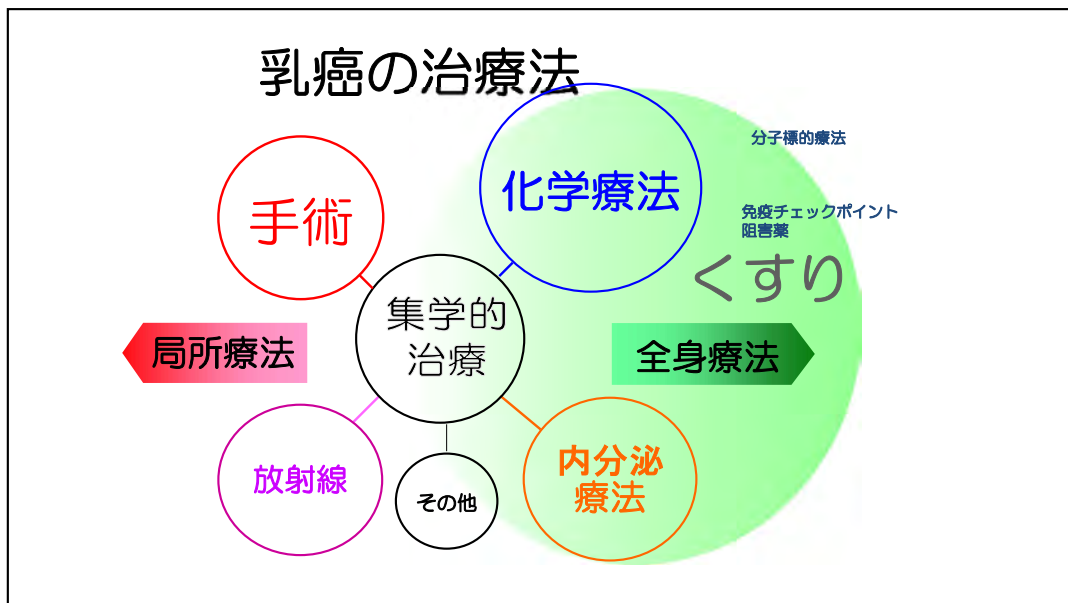 乳癌の治療法
手術
化学療法
分子標的療法
免疫チェックポイント
阻害薬
くすり
集学的
治療
局所療法
全身療法
放射線
その他
内分泌
療法